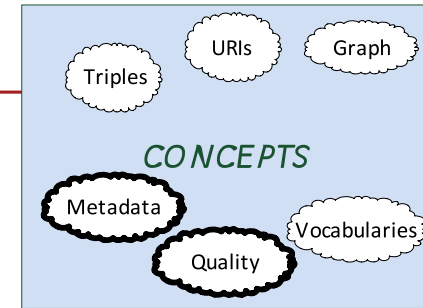 URIs
Graph
Triples
CONCEPTS
Metadata
Vocabularies
Quality